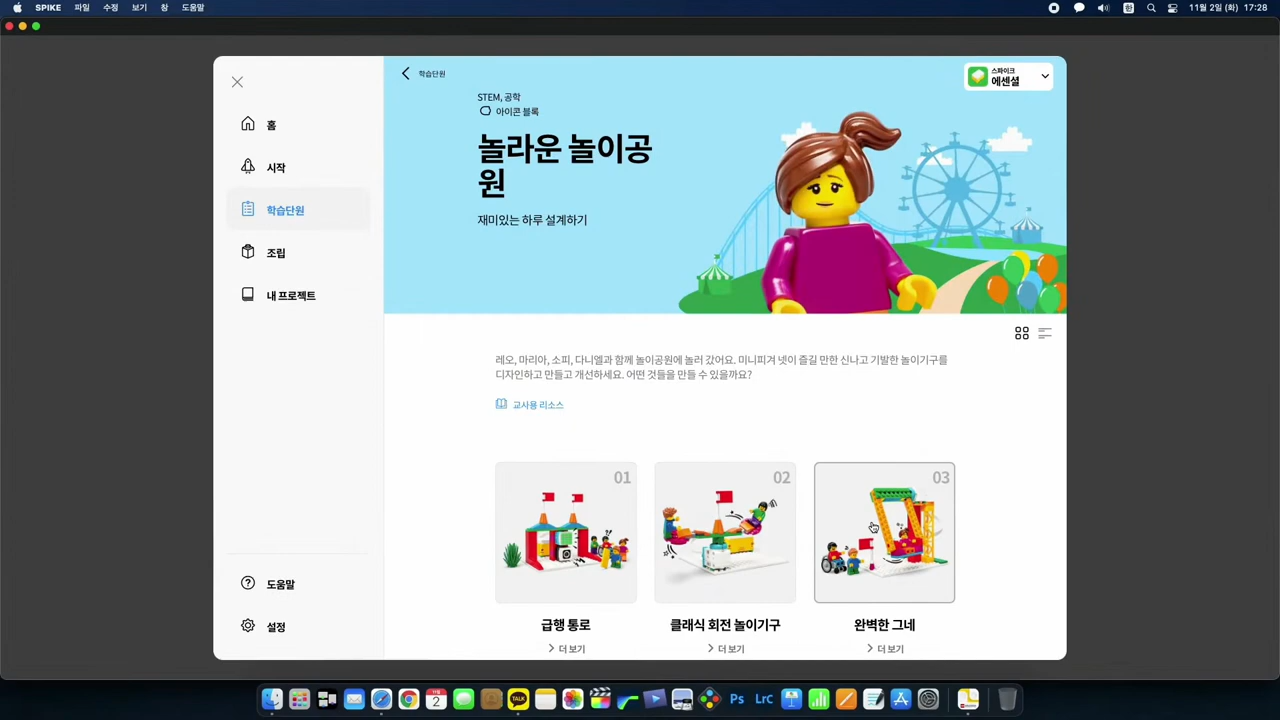 SPIKE 파일 수정 보기 창 도움말 11월 2일 (화) 17:28
한
학습단원
스파이크
에센셜
STEM, 공학
아이콘 블록
놀라운 놀이공
원
재미있는 하루 설계하기
홈
시작
학습단원
조립
내 프로젝트
도움말
설정
레오, 마리아, 소피, 다니엘과 함께 놀이공원에 놀러 갔어요. 미니피겨 넷이 즐길 만한 신나고 기발한 놀이기구를
디자인하고 만들고 개선하세요. 어떤 것들을 만들 수 있을까요?
교사용 리소스
01 02 03
급행 통로 클래식 회전 놀이기구 완벽한 그네
더 보기 더 보기 더 보기
11월
2
TALK
Ps
Lrc